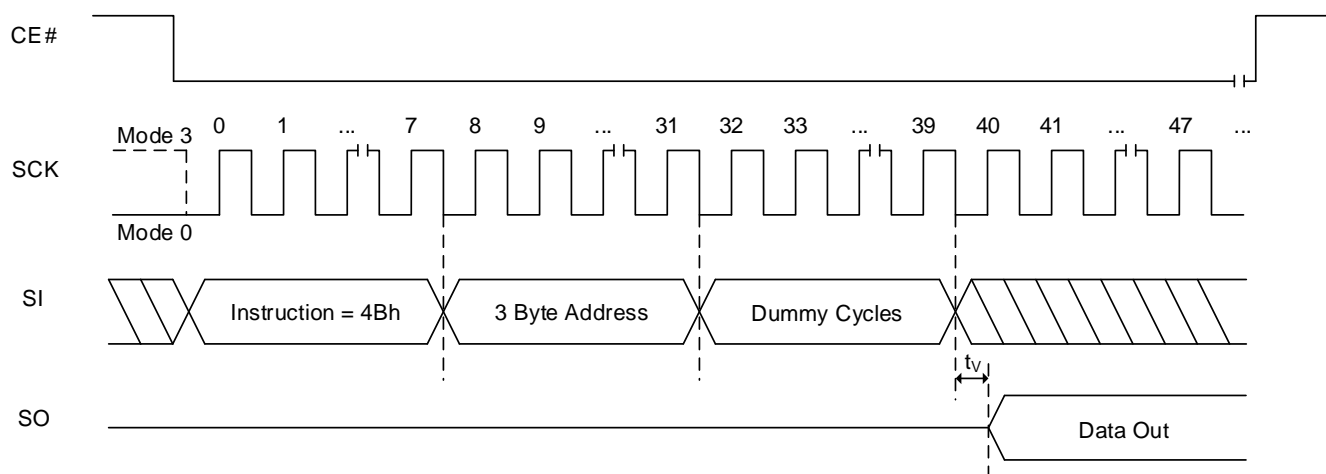 CE#
Mode 3
0 1 ... 7 8 9 ... 31 32 33 ... 39 40 41 ... 47 ...
SCK
Mode 0
SI
Instruction = 4Bh
3 Byte Address
Dummy Cycles
tV
SO
Data Out